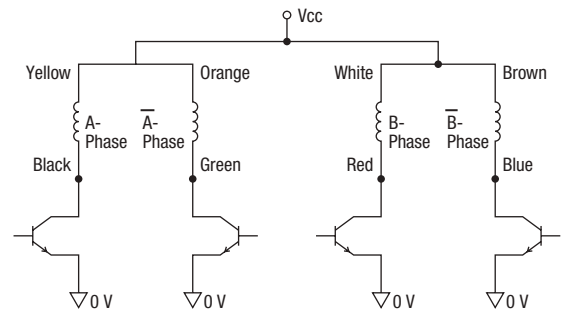 Vcc
Yellow Orange White Brown
A-
Phase
A̅-
Phase
B-
Phase
B̅-
Phase
Black Green Red Blue
0 V 0 V 0 V 0 V